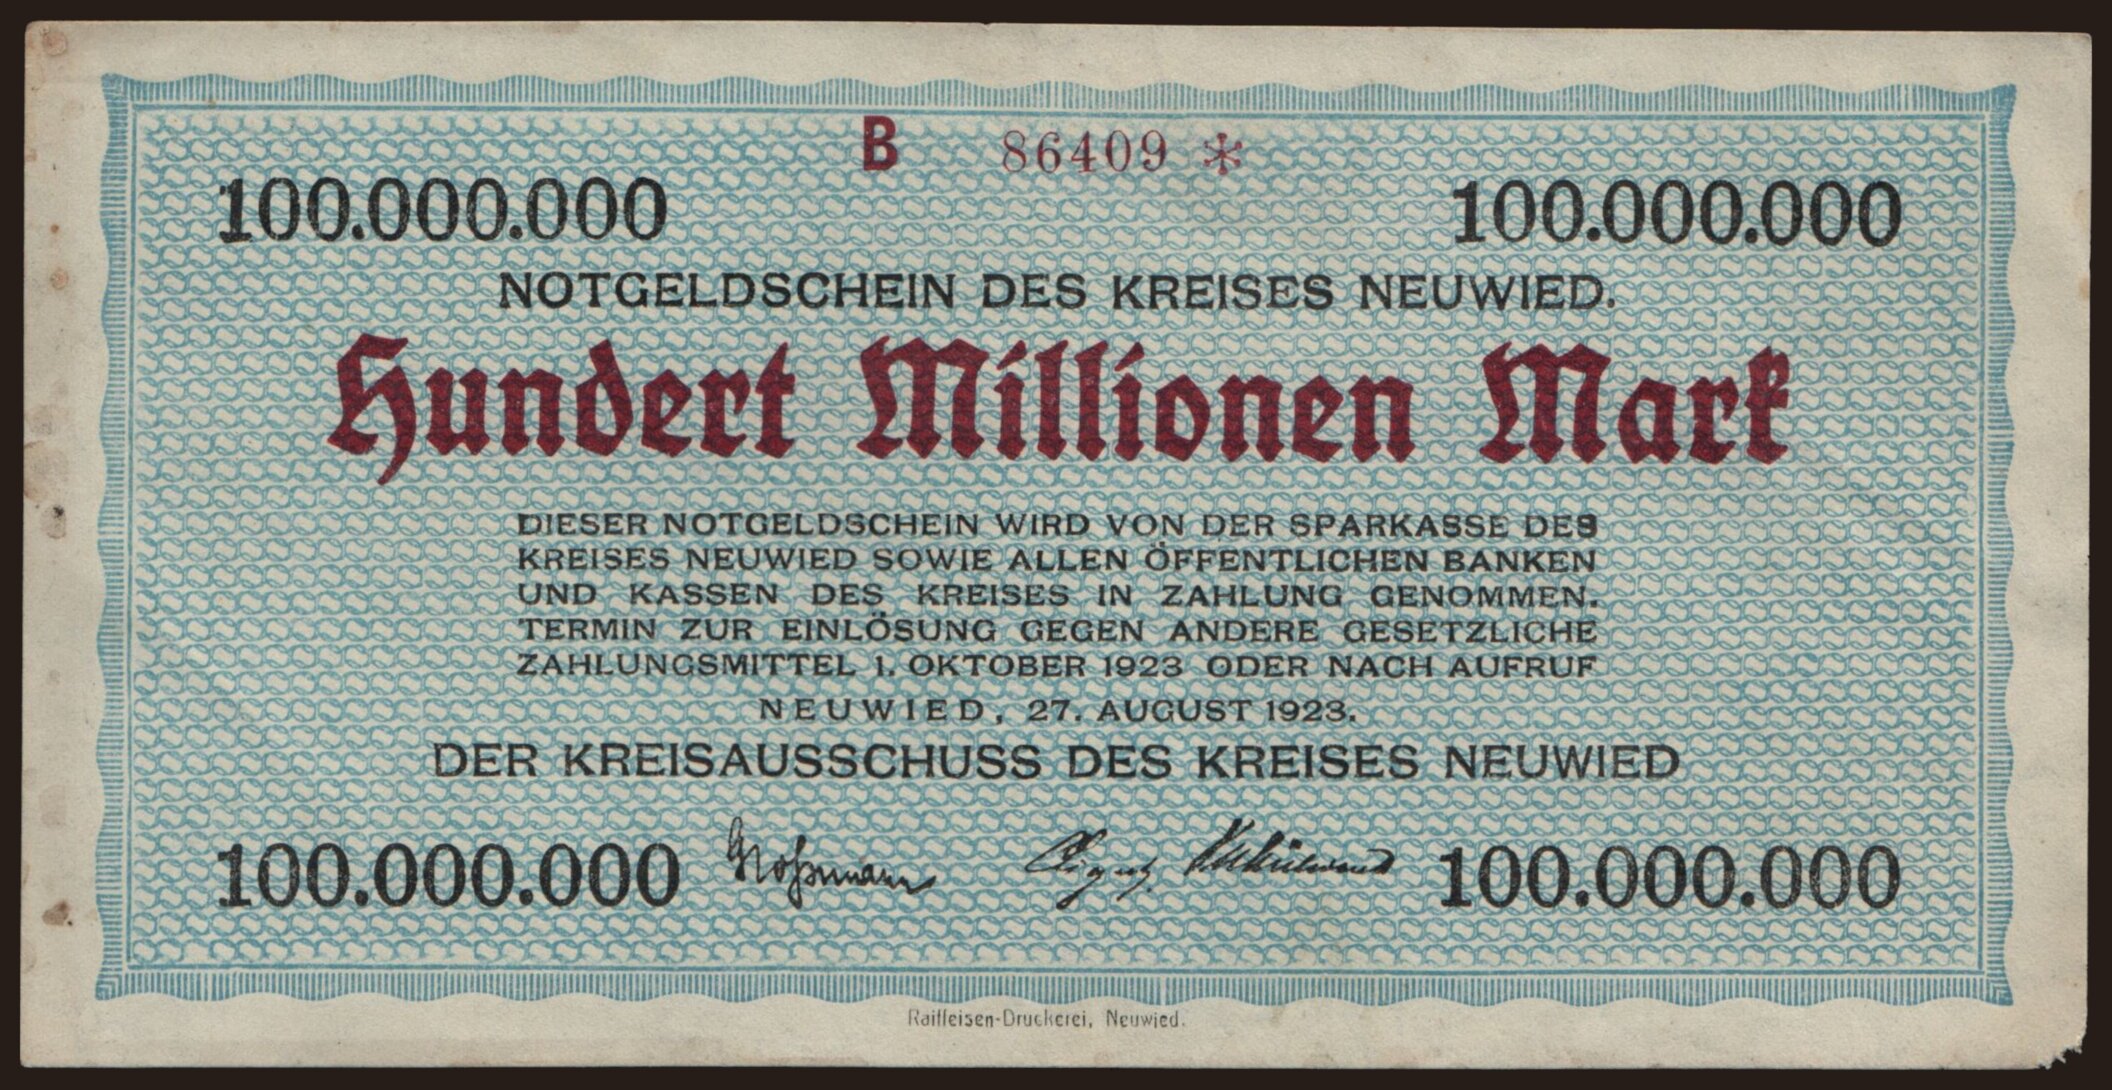 B 86409 *
100.000.000 100.000.000
NOTGELDSCHEIN DES KREISES NEUWIED.
Hundert Millionen Mark
DIESER NOTGELDSCHEIN WIRD VON DER SPARKASSE DES
KREISES NEUWIED SOWIE ALLEN ÖFFENTLICHEN BANKEN
UND KASSEN DES KREISES IN ZAHLUNG GENOMMEN.
TERMIN ZUR EINLÖSUNG GEGEN ANDERE GESETZLICHE
ZAHLUNGSMITTEL 1. OKTOBER 1923 ODER NACH AUFRUF
NEUWIED, 27. AUGUST 1923.
DER KREISAUSSCHUSS DES KREISES NEUWIED
100.000.000 100.000.000
Raiffeisen-Druckerei, Neuwied.